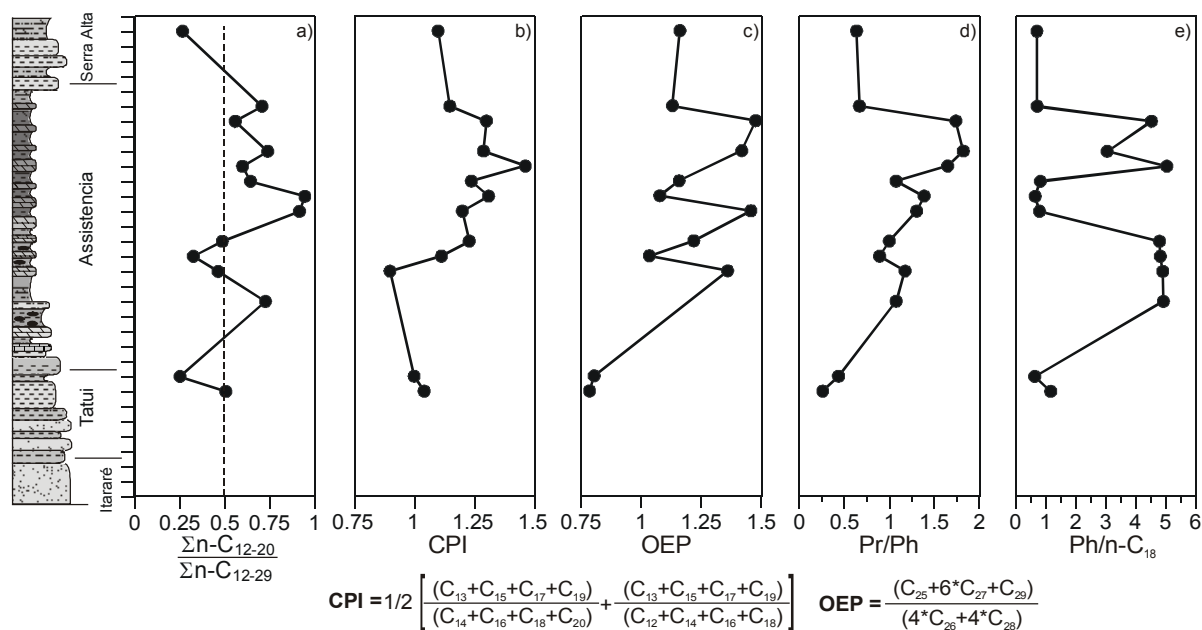 Serra Alta
Assistencia
Tatui
Itararé
a)
b)
c)
d)
e)
0 0.25 0.5 0.75 1
0.75 1 1.25 1.5
0.75 1 1.25 1.5
0 0.5 1 1.5 2
0 1 2 3 4 5 6
Σn-C12-20
Σn-C12-29
CPI
OEP
Pr/Ph
Ph/n-C18
CPI =1/2 [(C13+C15+C17+C19)/(C14+C16+C18+C20) + (C13+C15+C17+C19)/(C12+C14+C16+C18)]
OEP = (C25+6*C27+C29)/(4*C26+4*C28)